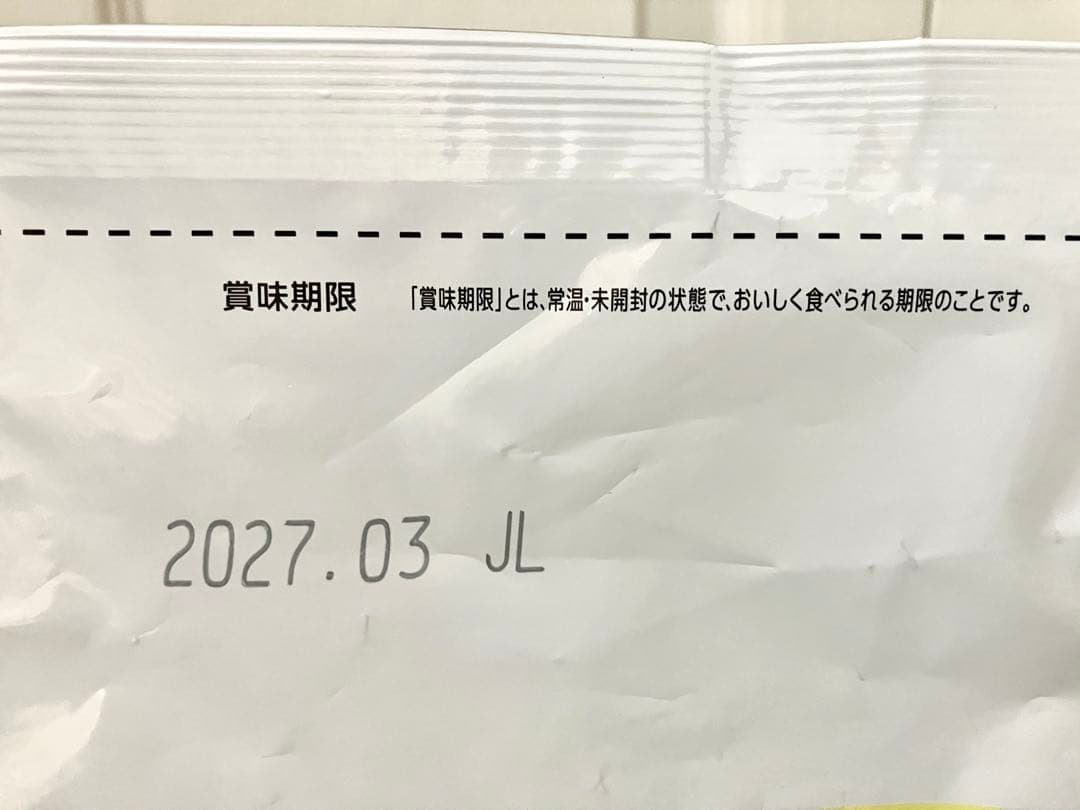 賞味期限 「賞味期限」とは、常温・未開封の状態で、おいしく食べられる期限のことです。
2027.03 JL